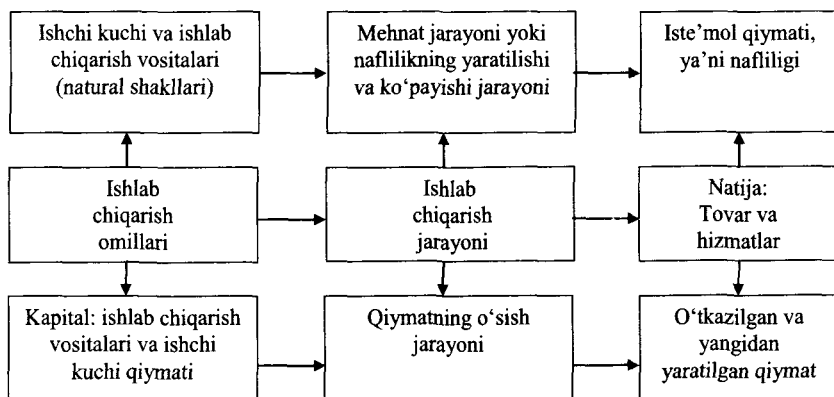 Ishchi kuchi va ishlab
chiqarish vositalari
(natural shakllari)
Mehnat jarayoni yoki
naflilikning yaratilishi
va ko‘payishi jarayoni
Iste’mol qiymati,
ya’ni nafliligi
Ishlab
chiqarish
omillari
Ishlab
chiqarish
jarayoni
Natija:
Tovar va
hizmatlar
Kapital: ishlab chiqarish
vositalari va ishchi
kuchi qiymati
Qiymatning o‘sish
jarayoni
O‘tkazilgan va
yangidan
yaratilgan qiymat